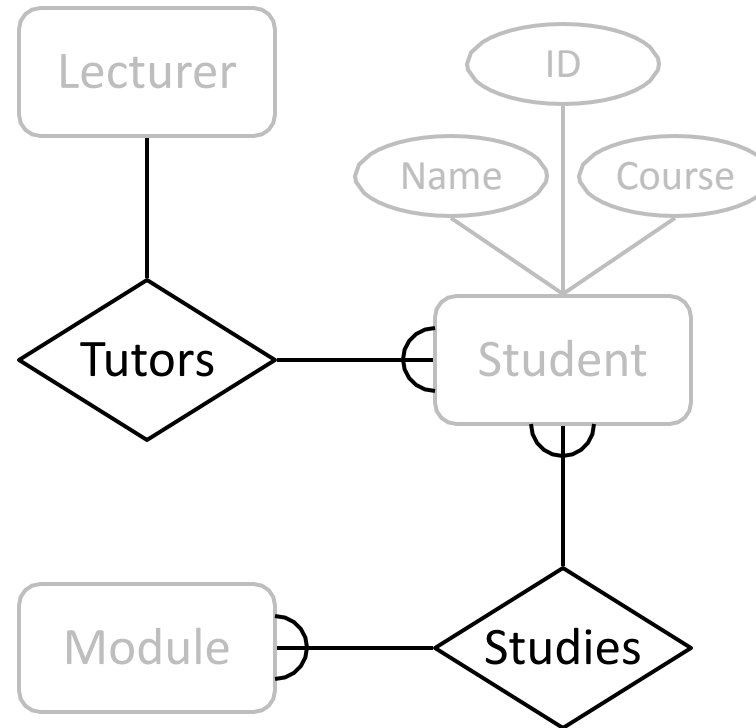 Lecturer
ID
Name
Course
Tutors
Student
Module
Studies